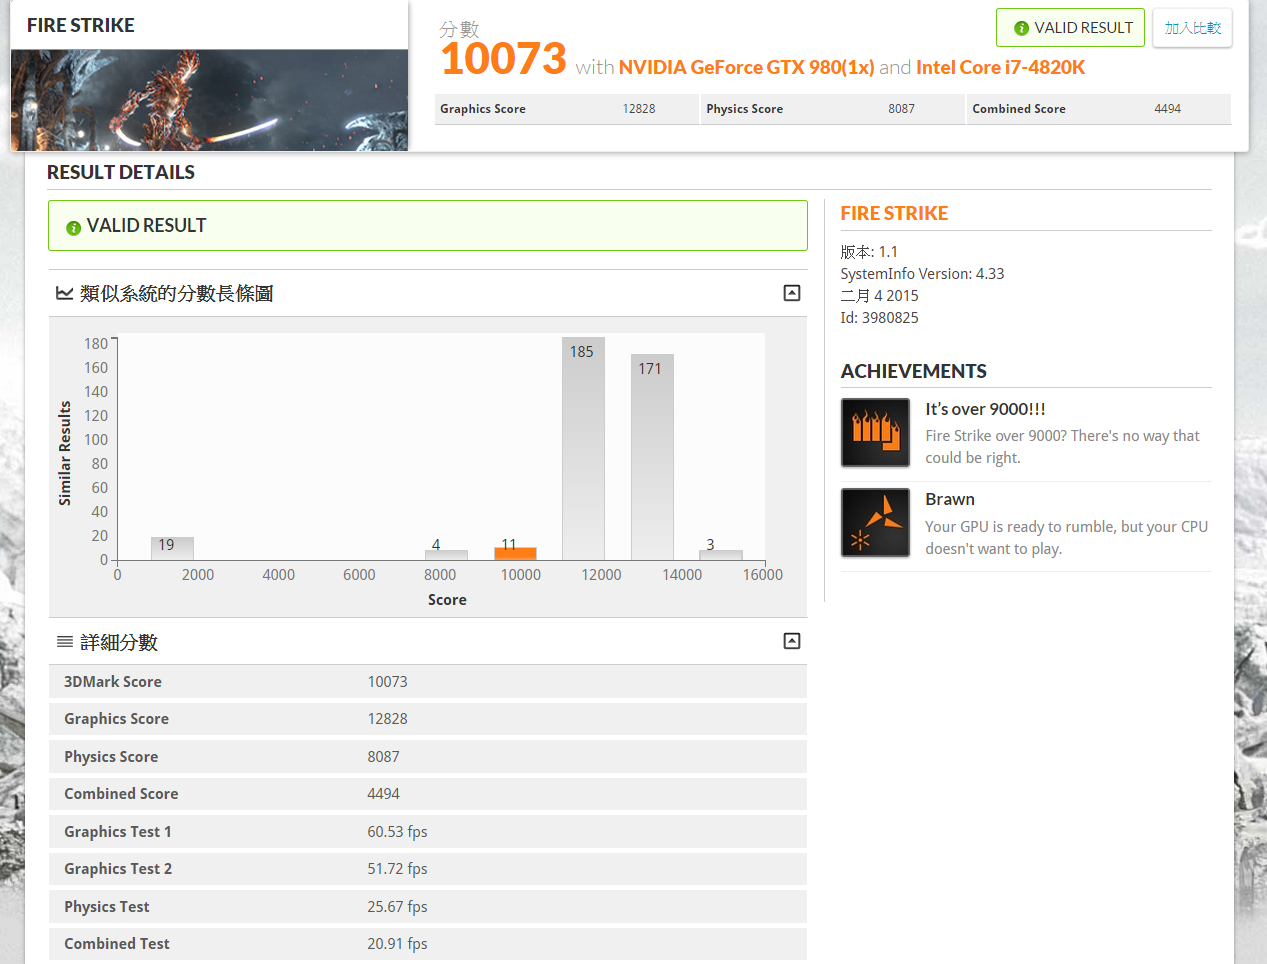 FIRE STRIKE
分數
10073 with NVIDIA GeForce GTX 980(1x) and Intel Core i7-4820K
VALID RESULT
加入比較
Graphics Score 12828 Physics Score 8087 Combined Score 4494
RESULT DETAILS
VALID RESULT
類似系統的分數長條圖
Similar Results
180
160
140
120
100
80
60
40
20
0
19
4
11
185
171
3
0 2000 4000 6000 8000 10000 12000 14000 16000
Score
詳細分數
3DMark Score 10073
Graphics Score 12828
Physics Score 8087
Combined Score 4494
Graphics Test 1 60.53 fps
Graphics Test 2 51.72 fps
Physics Test 25.67 fps
Combined Test 20.91 fps
FIRE STRIKE
版本: 1.1
SystemInfo Version: 4.33
二月 4 2015
Id: 3980825
ACHIEVEMENTS
It’s over 9000!!!
Fire Strike over 9000? There's no way that
could be right.
Brawn
Your GPU is ready to rumble, but your CPU
doesn't want to play.